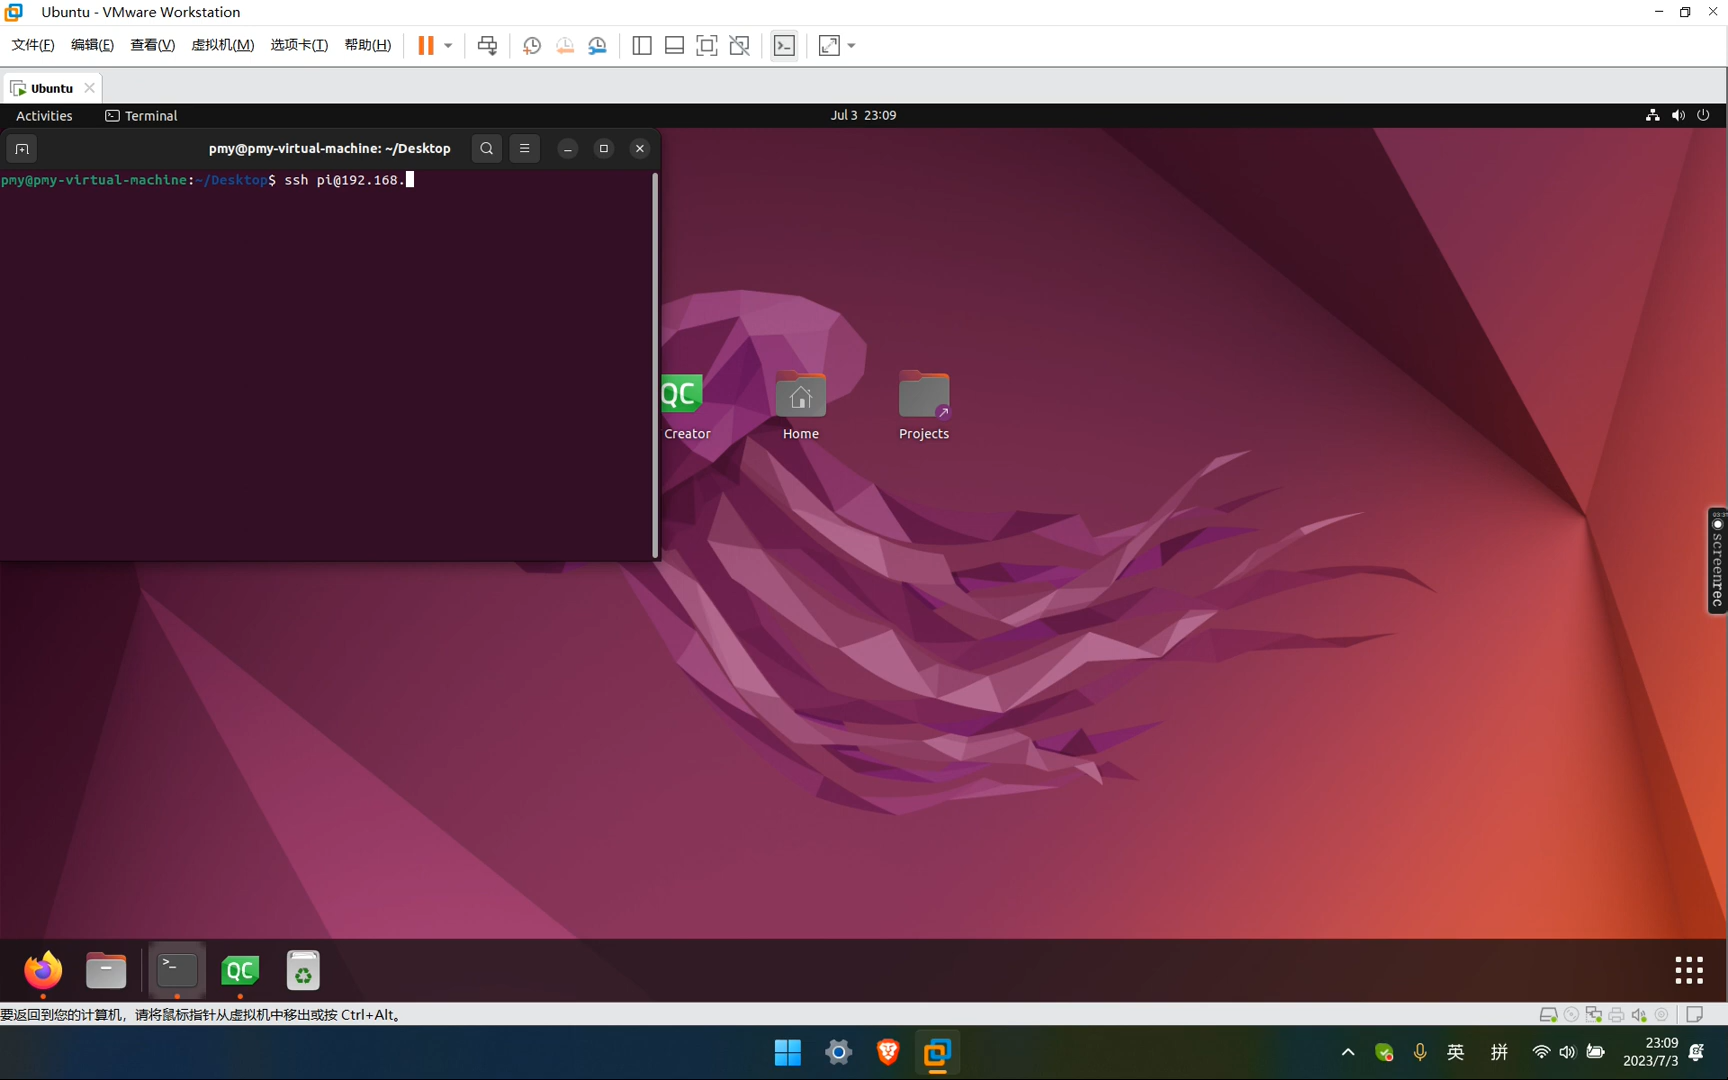 Ubuntu - VMware Workstation
文件(F) 编辑(E) 查看(V) 虚拟机(M) 选项卡(T) 帮助(H)
Ubuntu
Activities Terminal Jul 3 23:09
pmy@pmy-virtual-machine: ~/Desktop
pmy@pmy-virtual-machine:~/Desktop$ ssh pi@192.168.
QC
Creator Home Projects
screenrec
QC
要返回到您的计算机，请将鼠标指针从虚拟机中移出或按 Ctrl+Alt。
英 拼 23:09
2023/7/3